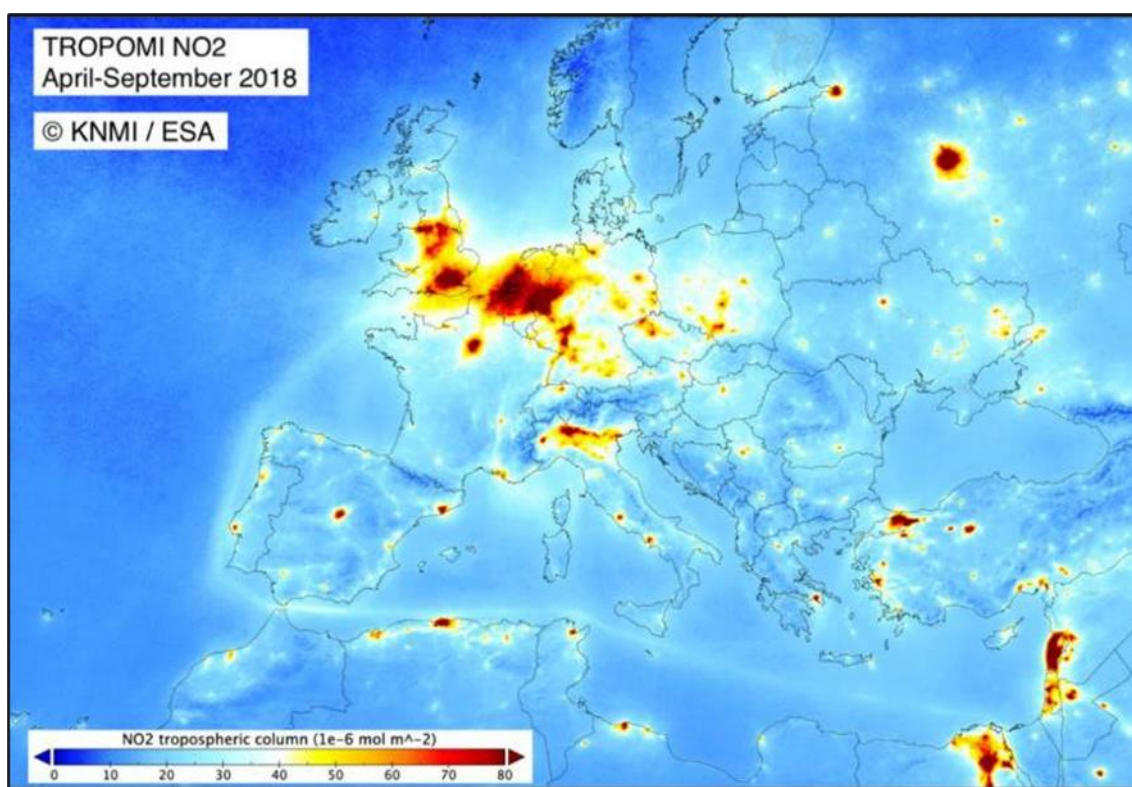 TROPOMI NO2
April-September 2018
© KNMI / ESA
NO2 tropospheric column (1e-6 mol m^-2)
0 10 20 30 40 50 60 70 80